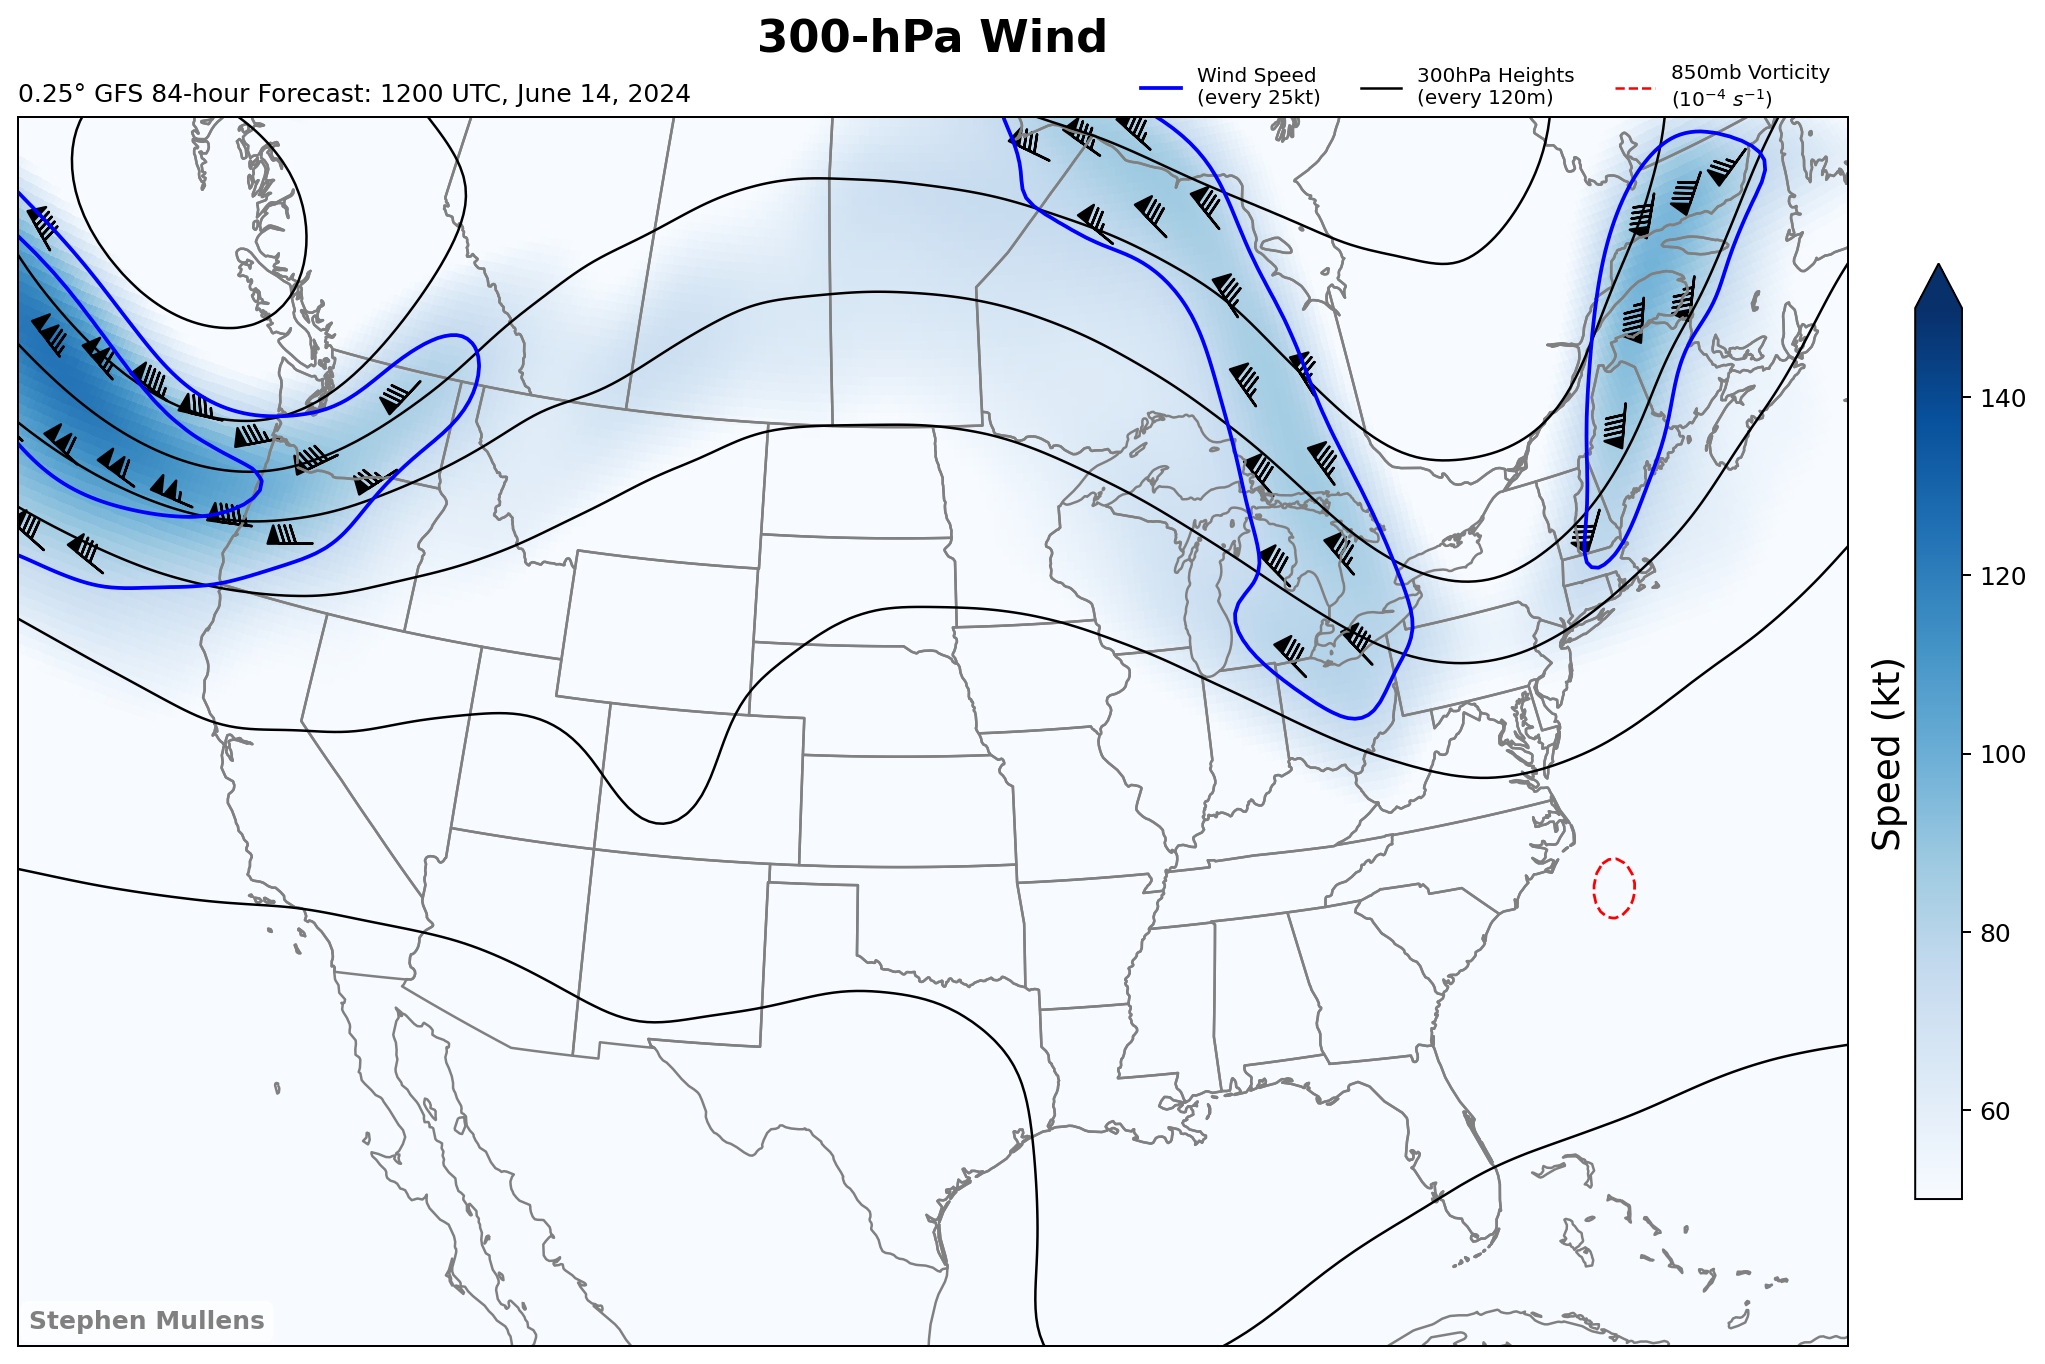 300-hPa Wind
0.25° GFS 84-hour Forecast: 1200 UTC, June 14, 2024
Wind Speed
(every 25kt)
300hPa Heights
(every 120m)
850mb Vorticity
(10⁻⁴ s⁻¹)
140
120
100
80
60
Speed (kt)
Stephen Mullens